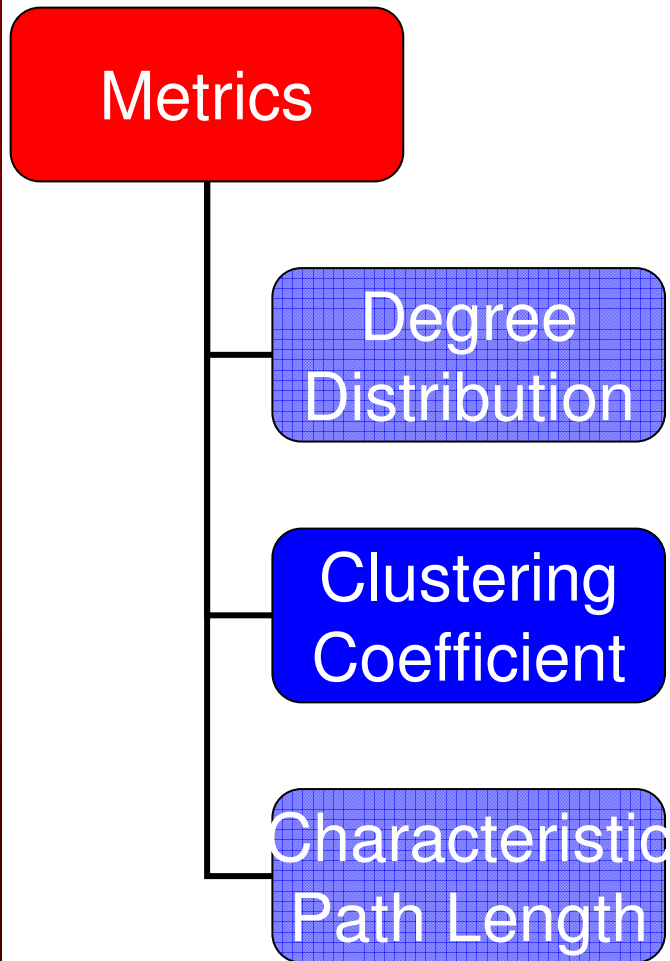 Metrics
Degree
Distribution
Clustering
Coefficient
Characteristic
Path Length